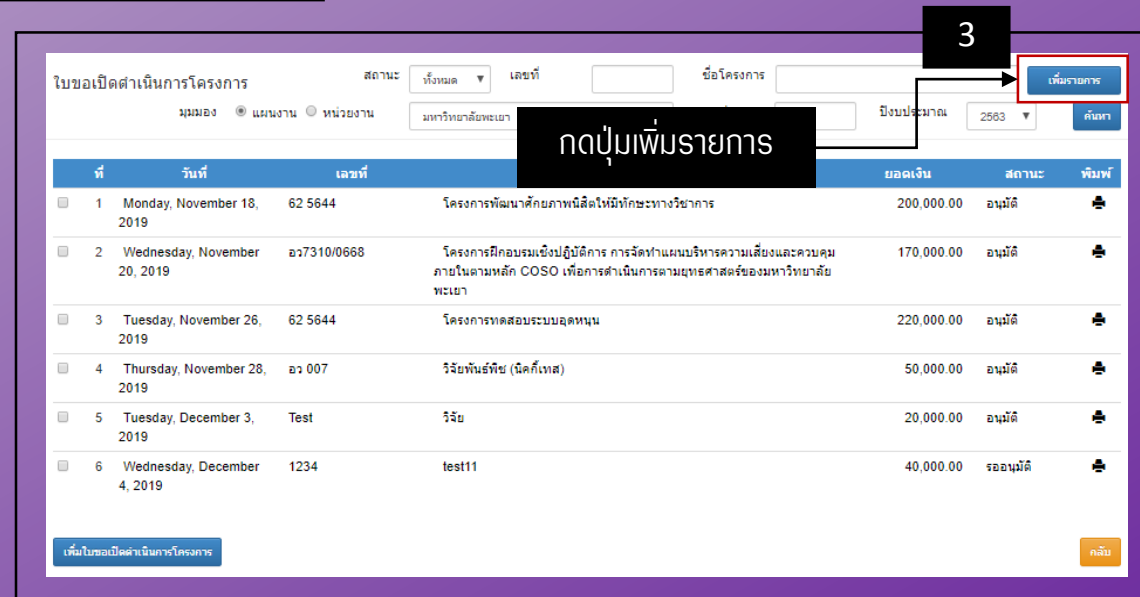 3
ใบขอเปิดดำเนินการโครงการ สถานะ ทั้งหมด เลขที่ ชื่อโครงการ เพิ่มรายการ
มุมมอง แผนงาน หน่วยงาน มหาวิทยาลัยพะเยา ปีงบประมาณ 2563 ค้นหา
กดปุ่มเพิ่มรายการ
ที่ วันที่ เลขที่ ยอดเงิน สถานะ พิมพ์
1 Monday, November 18, 62 5644 โครงการพัฒนาศักยภาพนิสิตให้มีทักษะทางวิชาการ 200,000.00 อนุมัติ
2019
2 Wednesday, November อว7310/0668 โครงการฝึกอบรมเชิงปฏิบัติการ การจัดทำแผนบริหารความเสี่ยงและควบคุม 170,000.00 อนุมัติ
20, 2019 ภายในตามหลัก COSO เพื่อการดำเนินการตามยุทธศาสตร์ของมหาวิทยาลัย
พะเยา
3 Tuesday, November 26, 62 5644 โครงการทดสอบระบบอุดหนุน 220,000.00 อนุมัติ
2019
4 Thursday, November 28, อว 007 วิจัยพันธ์พืช (นิคกี้เทส) 50,000.00 อนุมัติ
2019
5 Tuesday, December 3, Test วิจัย 20,000.00 อนุมัติ
2019
6 Wednesday, December 1234 test11 40,000.00 รออนุมัติ
4, 2019
เพิ่มใบขอเปิดดำเนินการโครงการ กลับ